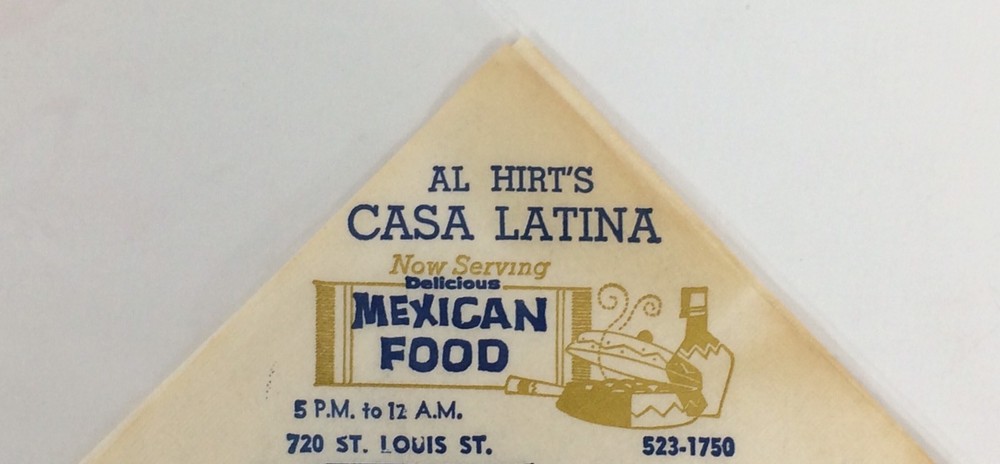 AL HIRT'S
CASA LATINA
Now Serving
Delicious
MEXICAN
FOOD
5 P.M. to 12 A.M.
720 ST. LOUIS ST. 523-1750